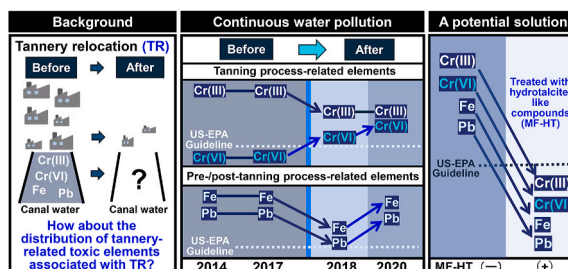 Background
Tannery relocation (TR)
Before
After
Cr(III)
Cr(VI)
Fe
Pb
?
Canal water
Canal water
How about the
distribution of tannery-
related toxic elements
associated with TR?
Continuous water pollution
Before
After
Tanning process-related elements
Cr(III)
Cr(III)
Cr(III)
Cr(III)
US-EPA
Guideline
Cr(VI)
Cr(VI)
Cr(VI)
Cr(VI)
Pre-/post-tanning process-related elements
Fe
Fe
Fe
Fe
Pb
Pb
Pb
Pb
US-EPA
Guideline
2014
2017
2018
2020
A potential solution
Cr(III)
Cr(VI)
Fe
Pb
Treated with
hydrotalcite-
like
compounds
(MF-HT)
US-EPA
Guideline
Cr(III)
Cr(VI)
Fe
Pb
MF-HT
(—)
(+)